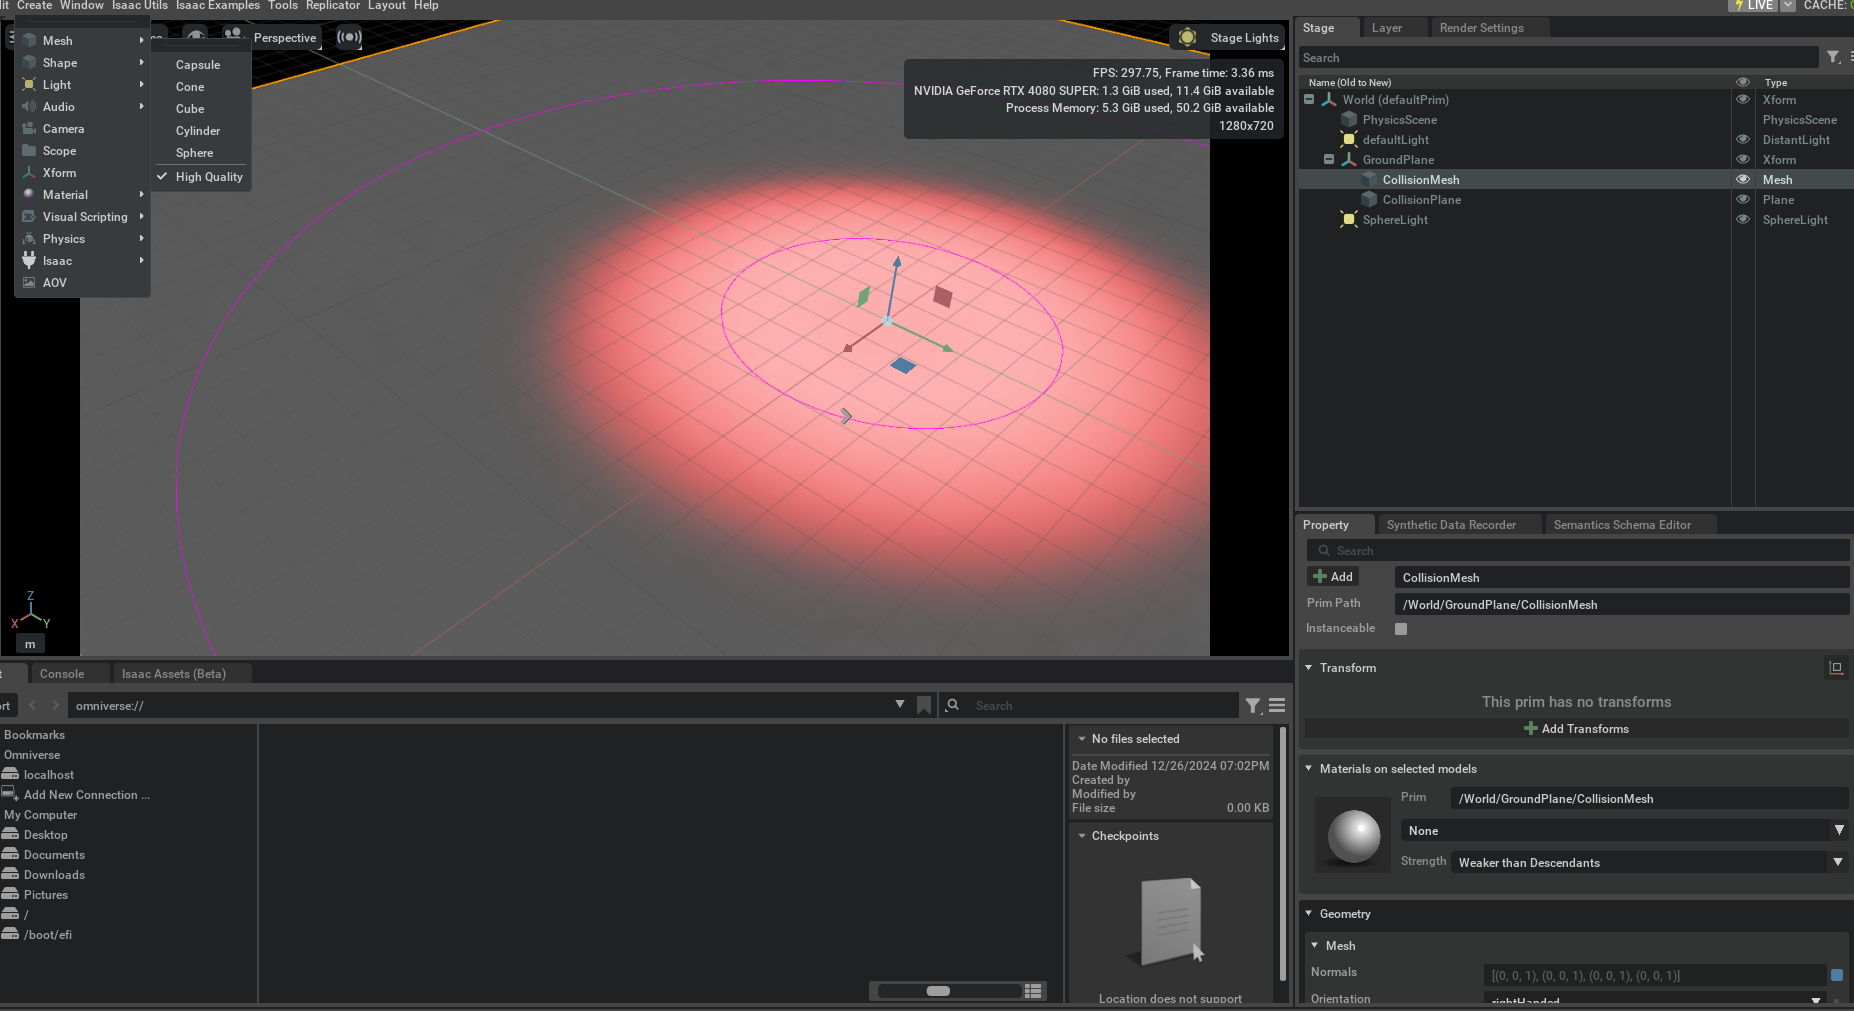 Create Window Isaac Utils Isaac Examples Tools Replicator Layout Help
LIVE CACHE:
Mesh
Shape
Light
Audio
Camera
Scope
Xform
Material
Visual Scripting
Physics
Isaac
AOV
Capsule
Cone
Cube
Cylinder
Sphere
High Quality
Perspective
Stage Lights
FPS: 297.75, Frame time: 3.36 ms
NVIDIA GeForce RTX 4080 SUPER: 1.3 GiB used, 11.4 GiB available
Process Memory: 5.3 GiB used, 50.2 GiB available
1280x720
Z
X Y
m
Stage Layer Render Settings
Search
Name (Old to New) Type
World (defaultPrim) Xform
PhysicsScene PhysicsScene
defaultLight DistantLight
GroundPlane Xform
CollisionMesh Mesh
CollisionPlane Plane
SphereLight SphereLight
Property Synthetic Data Recorder Semantics Schema Editor
Search
Add CollisionMesh
Prim Path /World/GroundPlane/CollisionMesh
Instanceable
Transform
This prim has no transforms
Add Transforms
Materials on selected models
Prim /World/GroundPlane/CollisionMesh
None
Strength Weaker than Descendants
Geometry
Mesh
Normals [(0, 0, 1), (0, 0, 1), (0, 0, 1), (0, 0, 1)]
Orientation rightHanded
Console Isaac Assets (Beta)
omniverse:// Search
Bookmarks
Omniverse
localhost
Add New Connection ...
My Computer
Desktop
Documents
Downloads
Pictures
/
/boot/efi
No files selected
Date Modified 12/26/2024 07:02PM
Created by
Modified by
File size 0.00 KB
Checkpoints
Location does not support